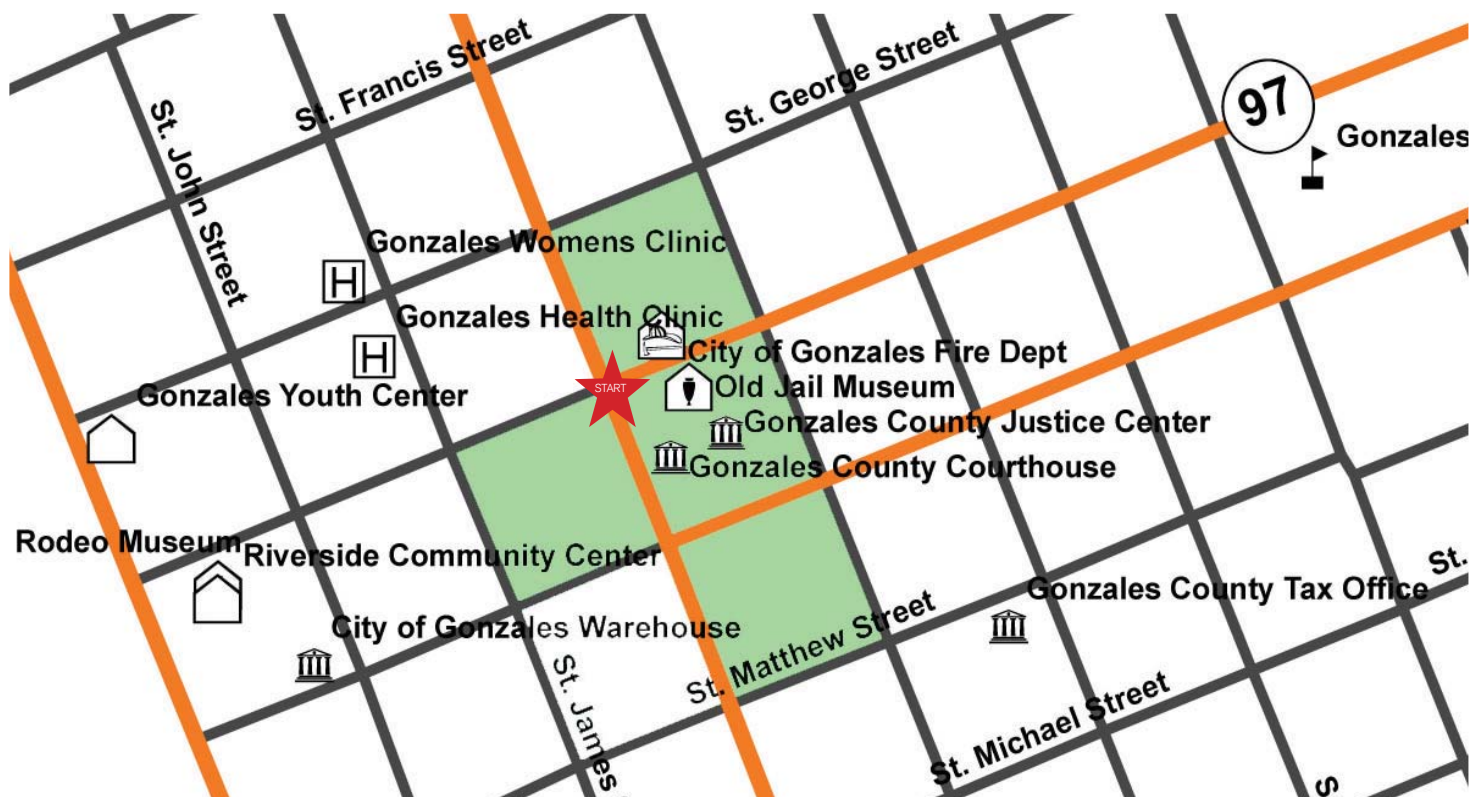 St. Francis Street
St. George Street
97
Gonzales
St. John Street
Gonzales Womens Clinic
H
Gonzales Health Clinic
H
City of Gonzales Fire Dept
START
Old Jail Museum
Gonzales Youth Center
Gonzales County Justice Center
Gonzales County Courthouse
Rodeo Museum
Riverside Community Center
St.
Gonzales County Tax Office
City of Gonzales Warehouse
St. Matthew Street
St. James
St. Michael Street
S